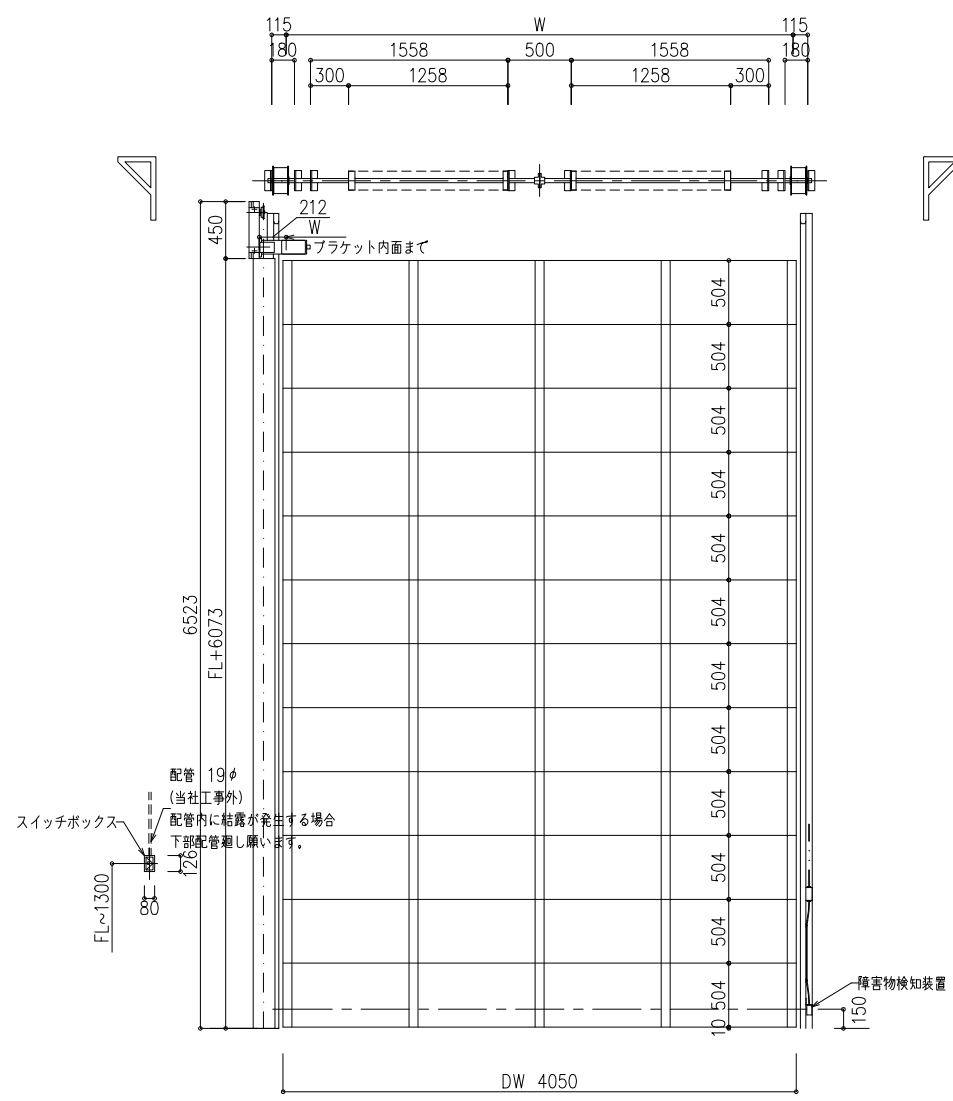 115
W
115
180
1558
500
1558
180
300
1258
1258
300
212
W
ブラケット内面まで
450
6523
FL+6073
504
504
504
504
504
504
504
504
504
504
504
504
10
配管 19φ
(当社工事外)
配管内に結露が発生する場合
下部配管廻し願います。
スイッチボックス
126
80
FL~1300
障害物検知装置
150
DW 4050